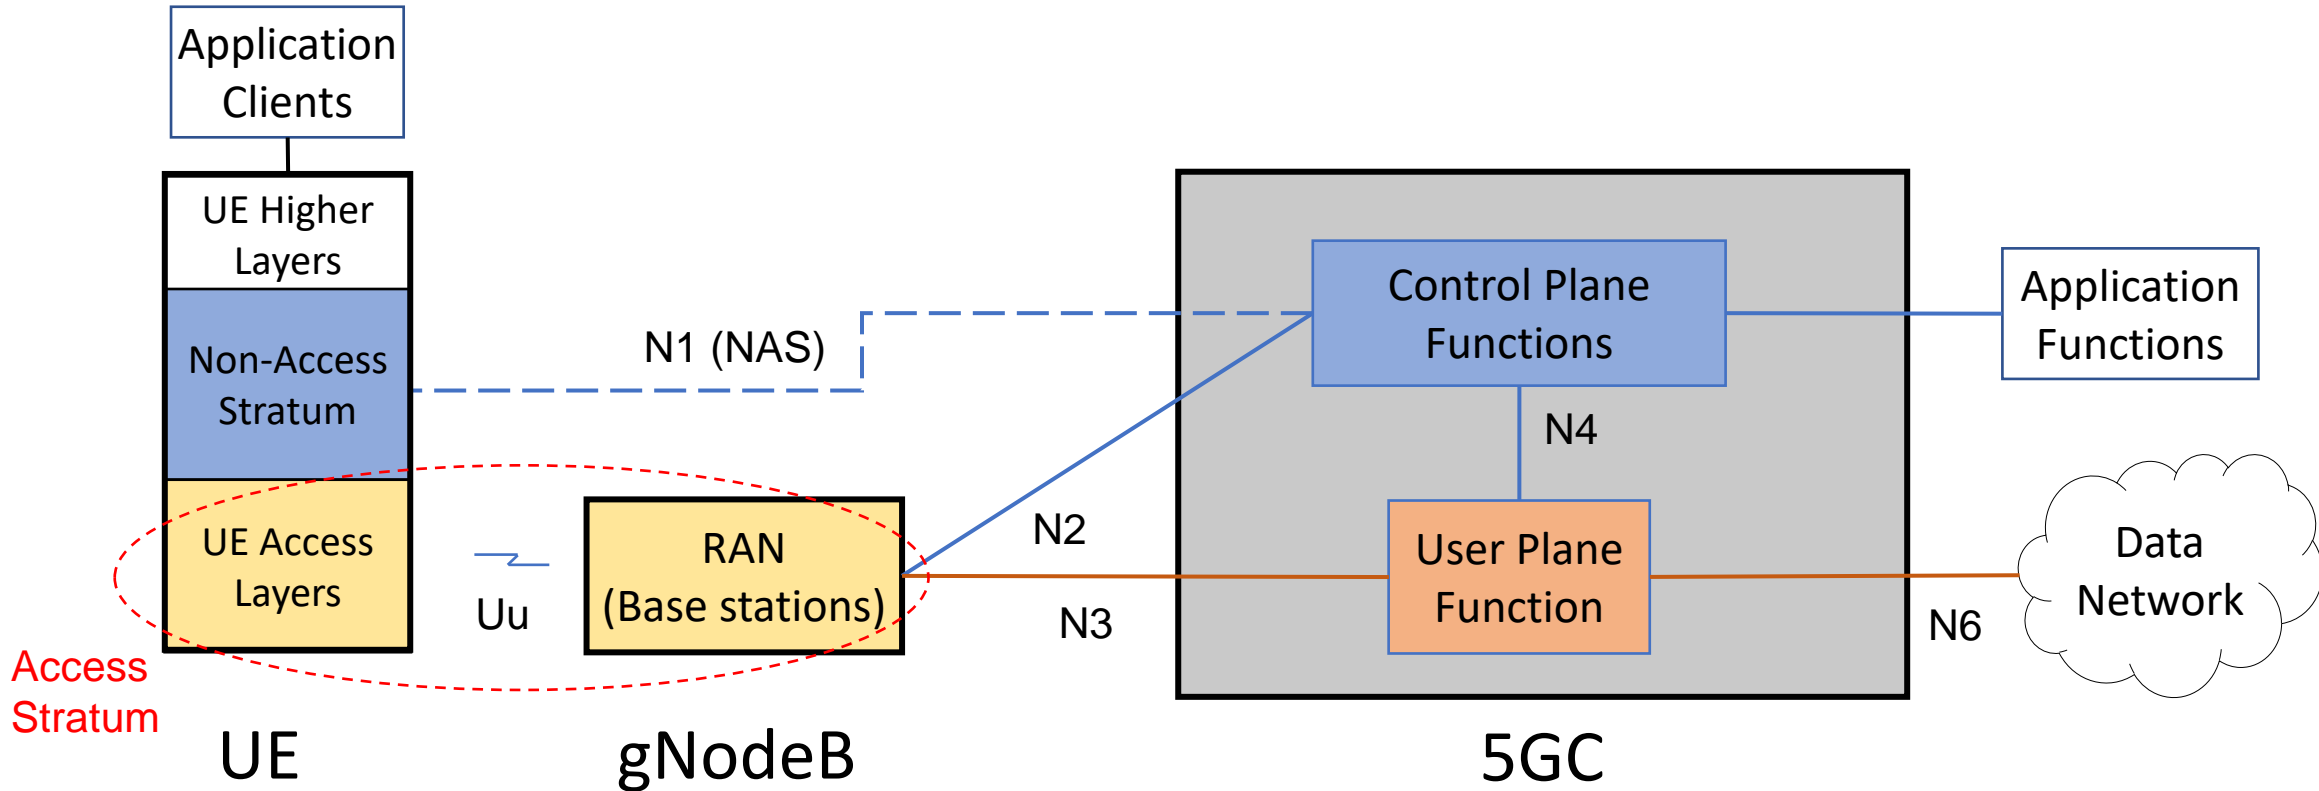 Application
Clients
UE Higher
Layers
Non-Access
Stratum
UE Access
Layers
Access
Stratum
UE
N1 (NAS)
Uu
RAN
(Base stations)
gNodeB
N2
N3
Control Plane
Functions
N4
User Plane
Function
5GC
Application
Functions
N6
Data
Network